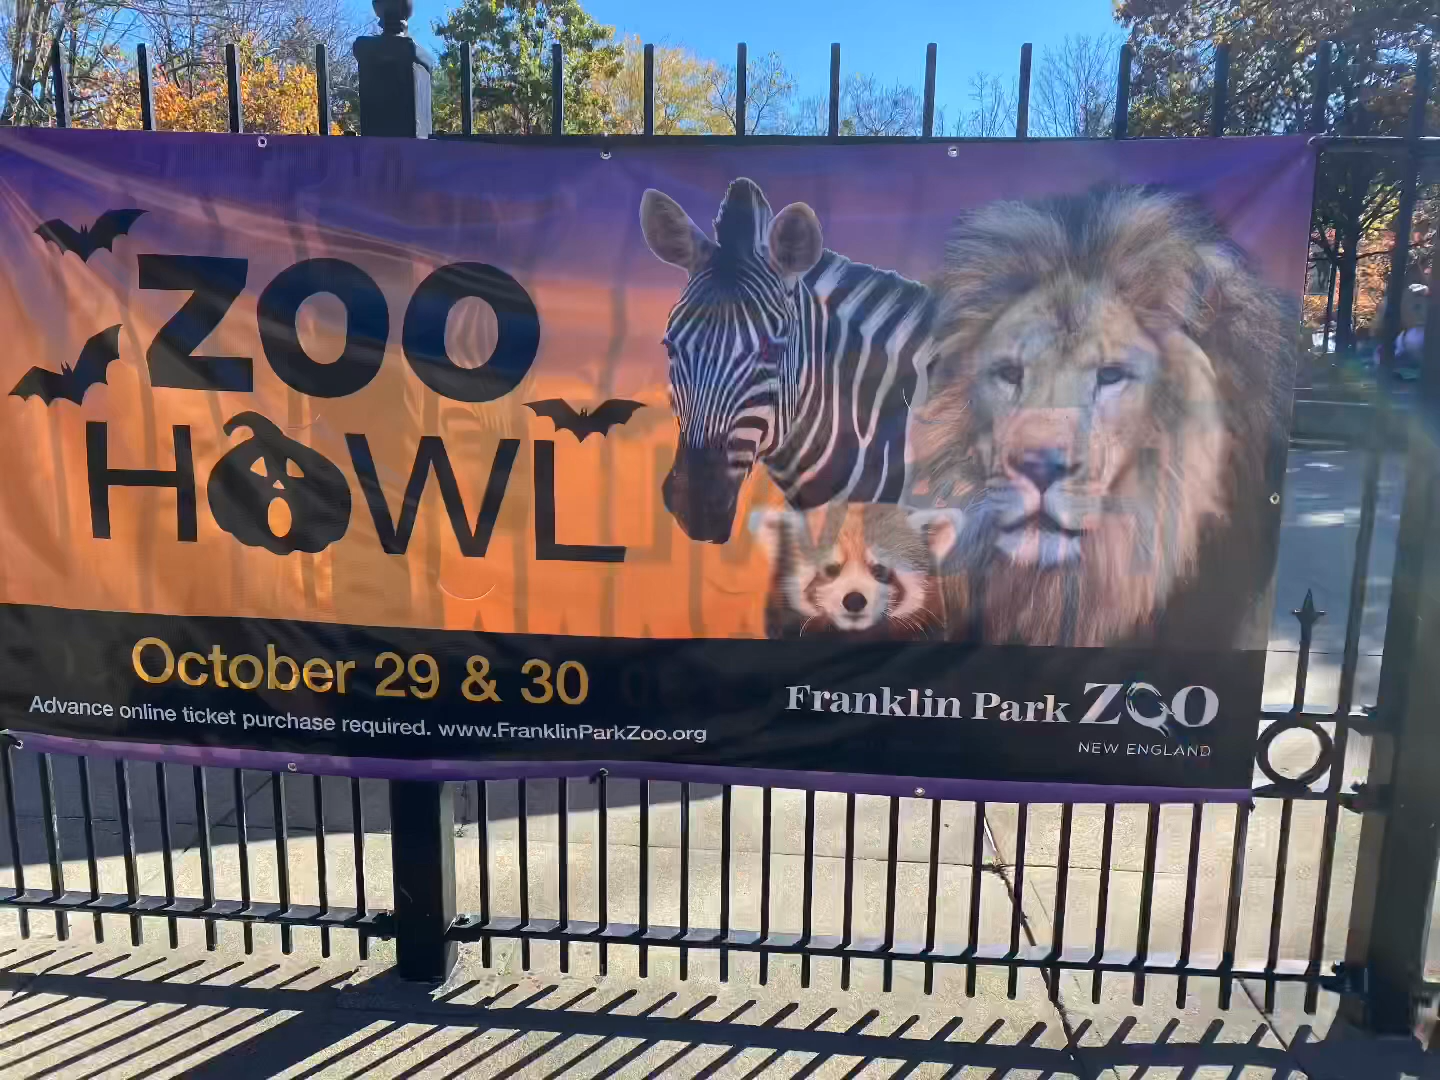 ZOO
HOWL
October 29 & 30
Advance online ticket purchase required. www.FranklinParkZoo.org
Franklin Park ZOO
NEW ENGLAND